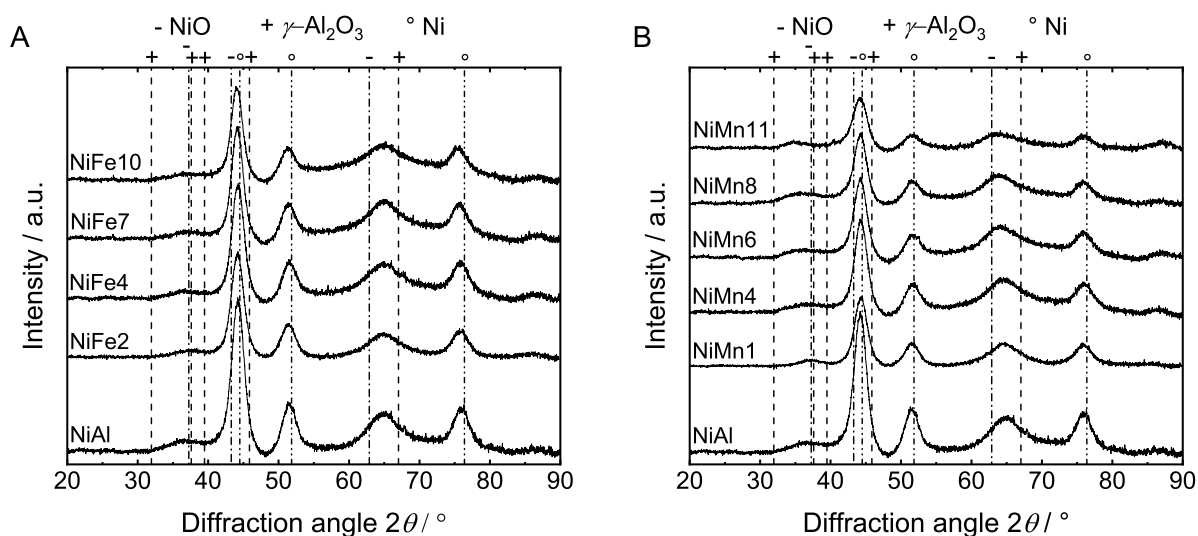 A
- NiO + γ–Al₂O₃ ° Ni
-
+ ++ -°+ ° - + °
NiFe10
NiFe7
NiFe4
NiFe2
NiAl
Intensity / a.u.
20 30 40 50 60 70 80 90
Diffraction angle 2θ / °
B
- NiO + γ–Al₂O₃ ° Ni
-
+ ++ -°+ ° - + °
NiMn11
NiMn8
NiMn6
NiMn4
NiMn1
NiAl
Intensity / a.u.
20 30 40 50 60 70 80 90
Diffraction angle 2θ / °